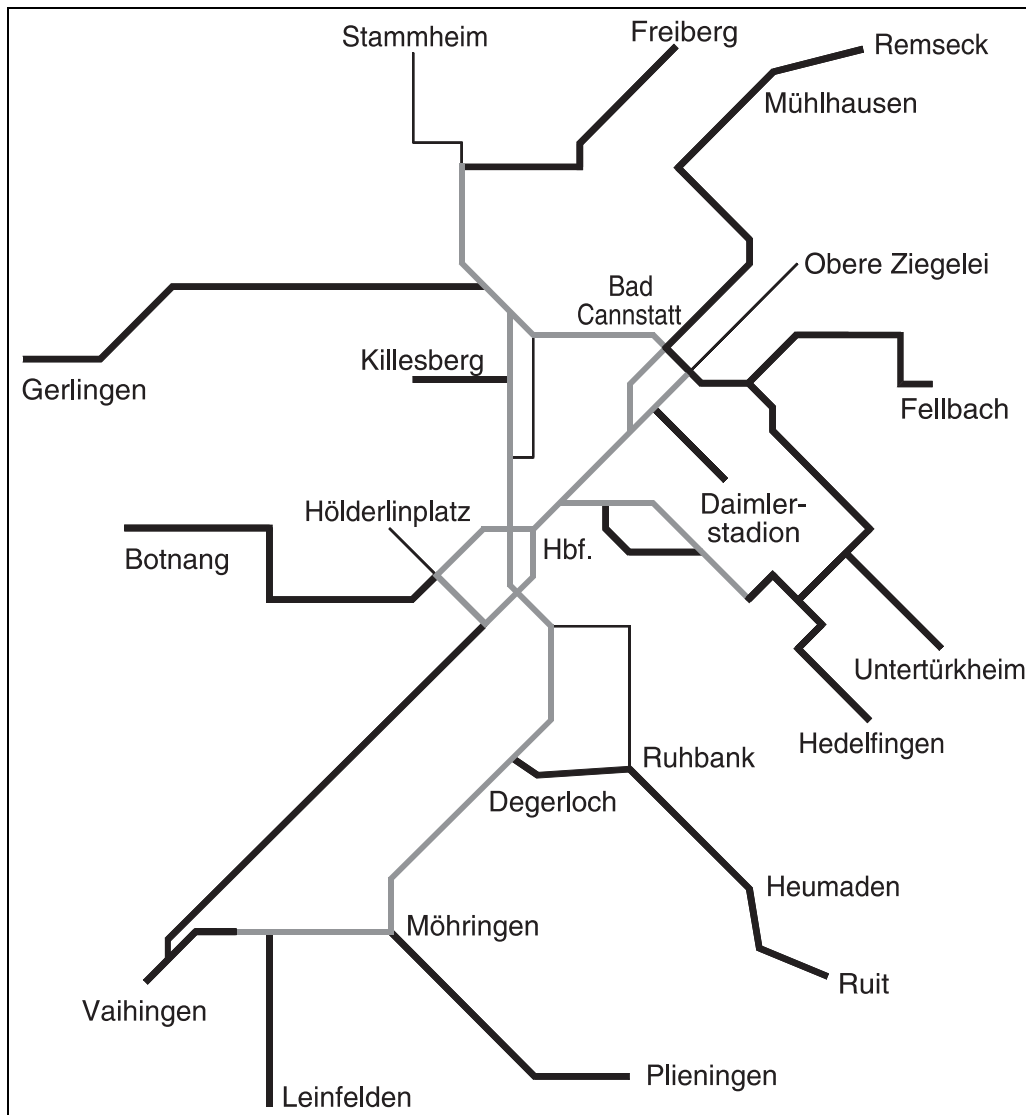 Stammheim
Freiberg
Remseck
Mühlhausen
Obere Ziegelei
Bad
Cannstatt
Killesberg
Gerlingen
Fellbach
Hölderlinplatz
Daimler-
stadion
Botnang
Hbf.
Untertürkheim
Hedelfingen
Ruhbank
Degerloch
Heumaden
Möhringen
Ruit
Vaihingen
Plieningen
Leinfelden